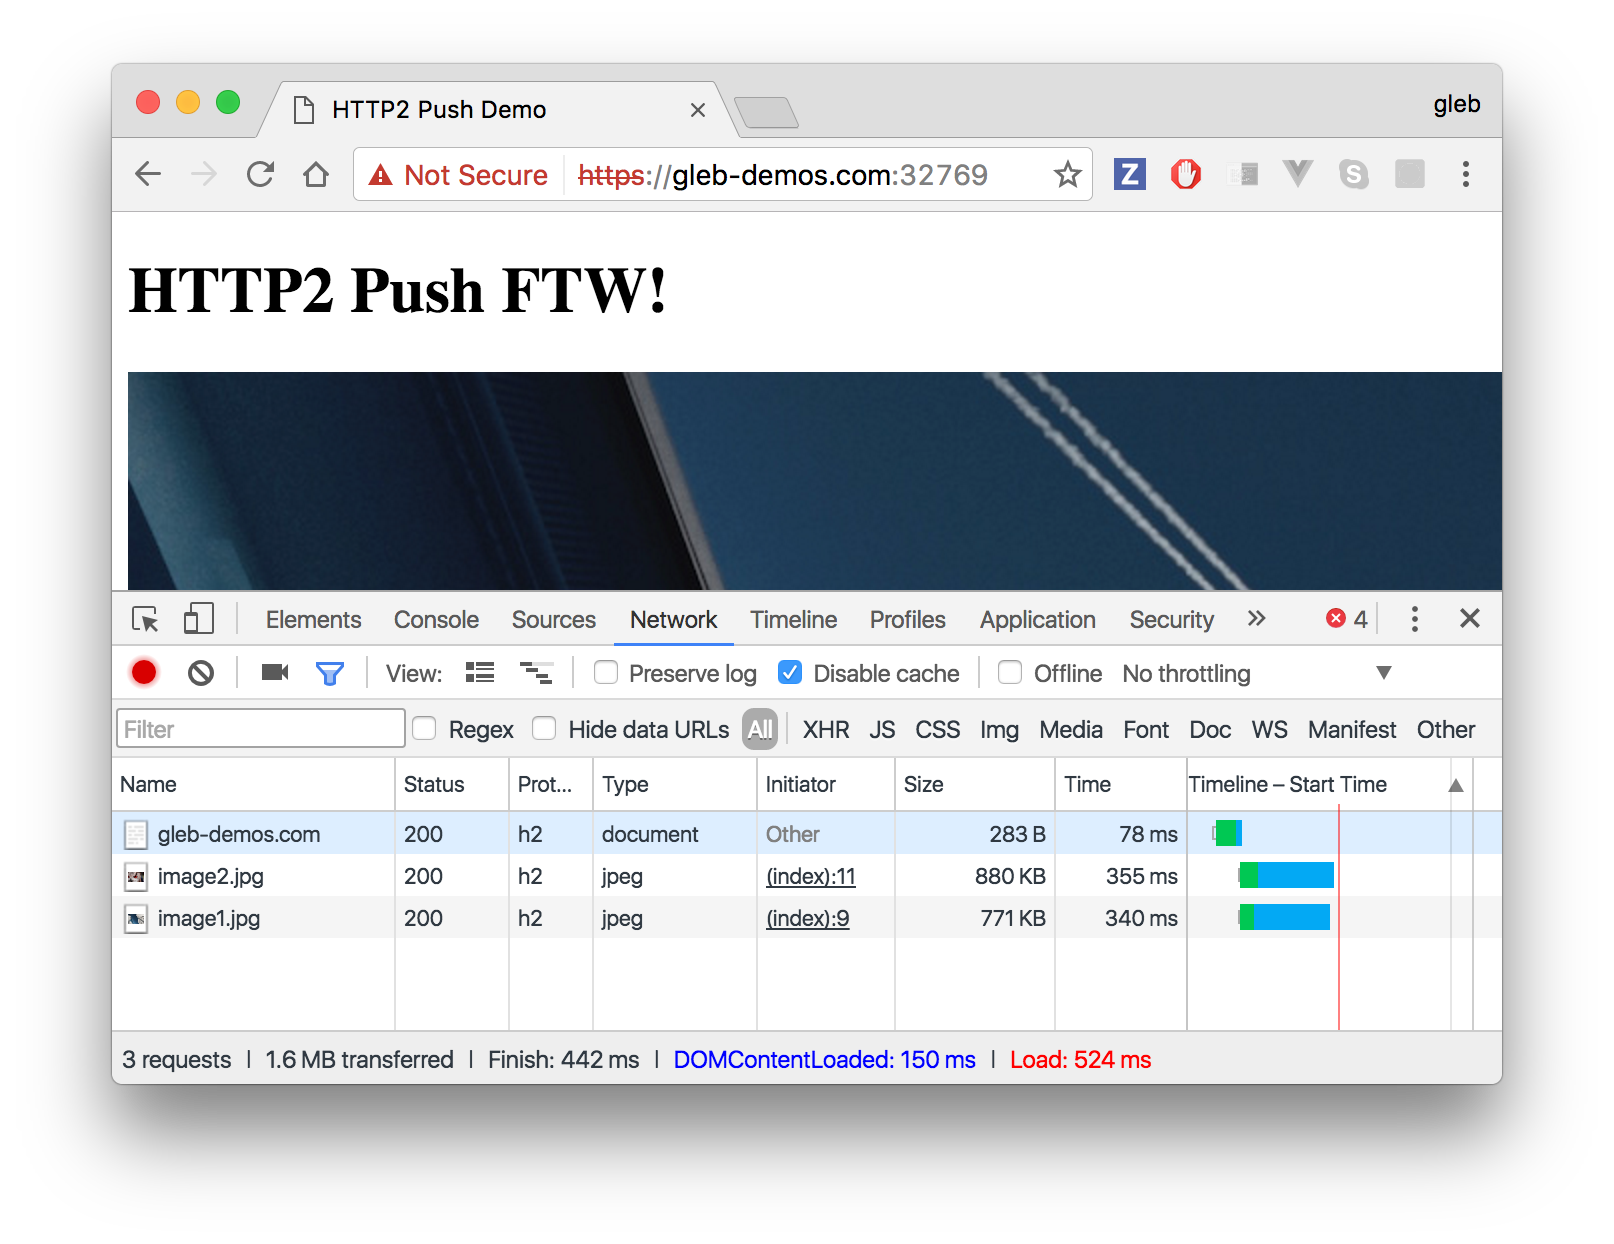 HTTP2 Push Demo
gleb
Not Secure https://gleb-demos.com:32769
Z
S
HTTP2 Push FTW!
Elements Console Sources Network Timeline Profiles Application Security » 4
View: Preserve log Disable cache Offline No throttling
Filter Regex Hide data URLs All XHR JS CSS Img Media Font Doc WS Manifest Other
Name Status Prot... Type Initiator Size Time Timeline – Start Time
gleb-demos.com 200 h2 document Other 283 B 78 ms
image2.jpg 200 h2 jpeg (index):11 880 KB 355 ms
image1.jpg 200 h2 jpeg (index):9 771 KB 340 ms
3 requests | 1.6 MB transferred | Finish: 442 ms | DOMContentLoaded: 150 ms | Load: 524 ms